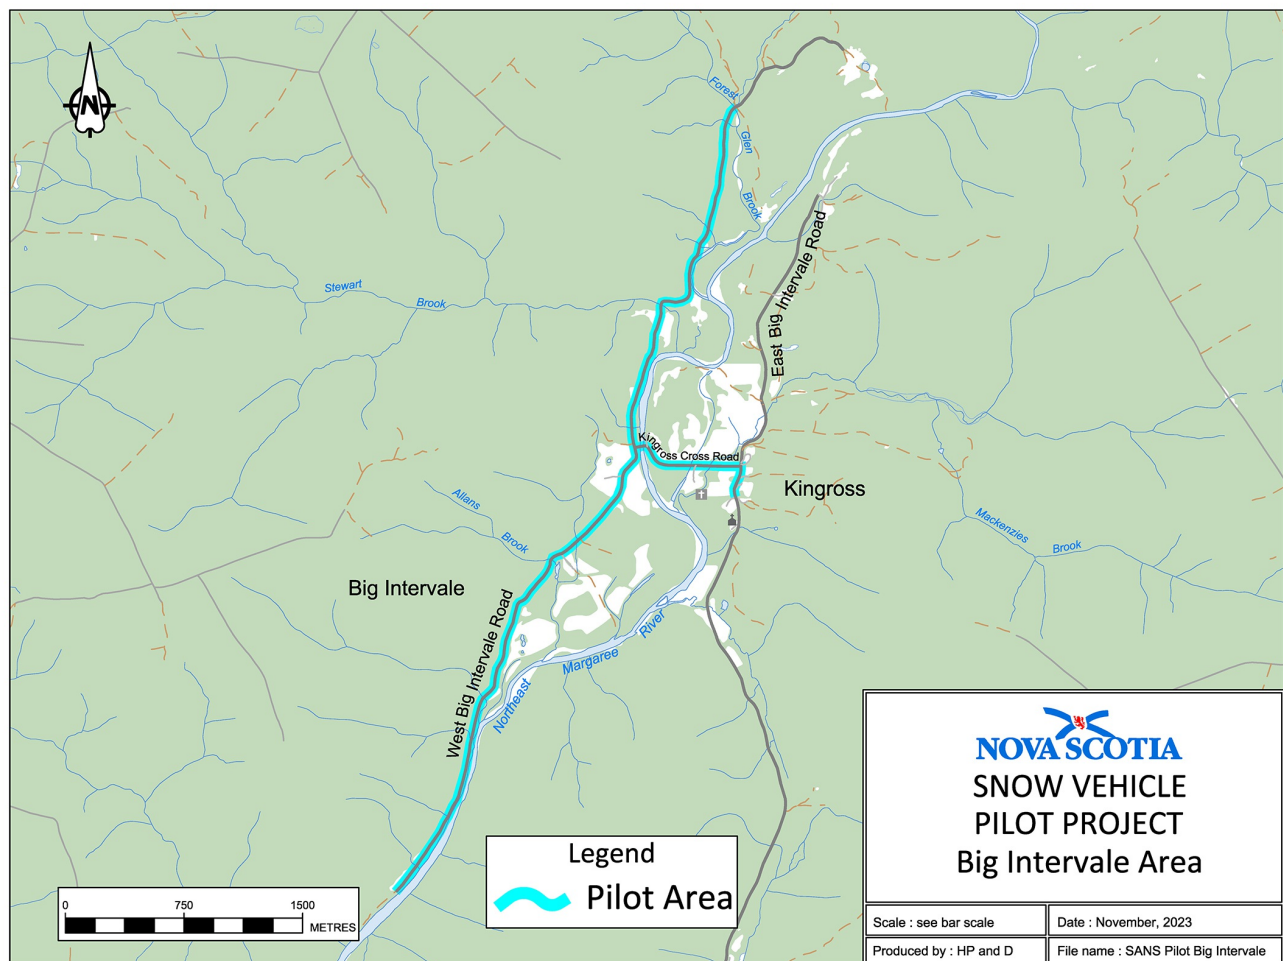 N
Forest
Glen
Brook
East Big Intervale Road
Stewart
Brook
Kingross Cross Road
Kingross
Allans
Brook
Mackenzies
Brook
Big Intervale
West Big Intervale Road
Northeast
Margaree
River
Legend
Pilot Area
0 750 1500
METRES
NOVA SCOTIA
SNOW VEHICLE
PILOT PROJECT
Big Intervale Area
Scale : see bar scale
Date : November, 2023
Produced by : HP and D
File name : SANS Pilot Big Intervale